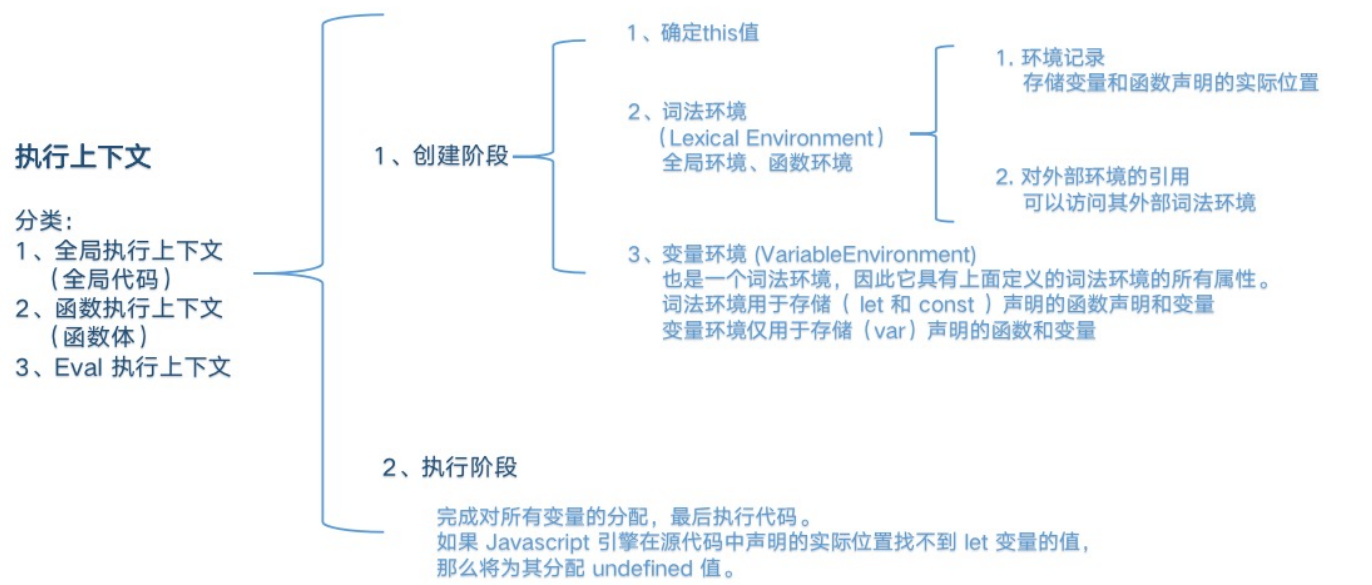 执行上下文
分类：
1、全局执行上下文
（全局代码）
2、函数执行上下文
（函数体）
3、Eval 执行上下文
1、创建阶段
1、确定this值
2、词法环境
（Lexical Environment）
全局环境、函数环境
1. 环境记录
存储变量和函数声明的实际位置
2. 对外部环境的引用
可以访问其外部词法环境
3、变量环境 (VariableEnvironment)
也是一个词法环境，因此它具有上面定义的词法环境的所有属性。
词法环境用于存储（ let 和 const ）声明的函数声明和变量
变量环境仅用于存储（var）声明的函数和变量
2、执行阶段
完成对所有变量的分配，最后执行代码。
如果 Javascript 引擎在源代码中声明的实际位置找不到 let 变量的值，
那么将为其分配 undefined 值。